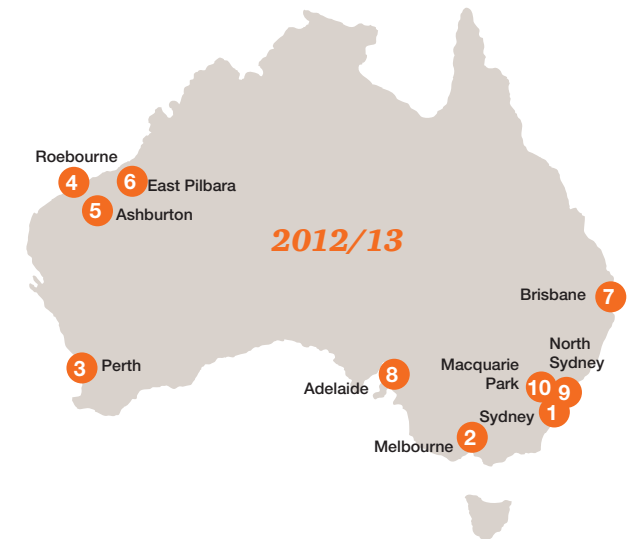 Roebourne
4
6
East Pilbara
5
Ashburton
2012/13
Brisbane
7
North
Sydney
3
Perth
8
Adelaide
Macquarie
Park
10
9
Sydney
1
Melbourne
2